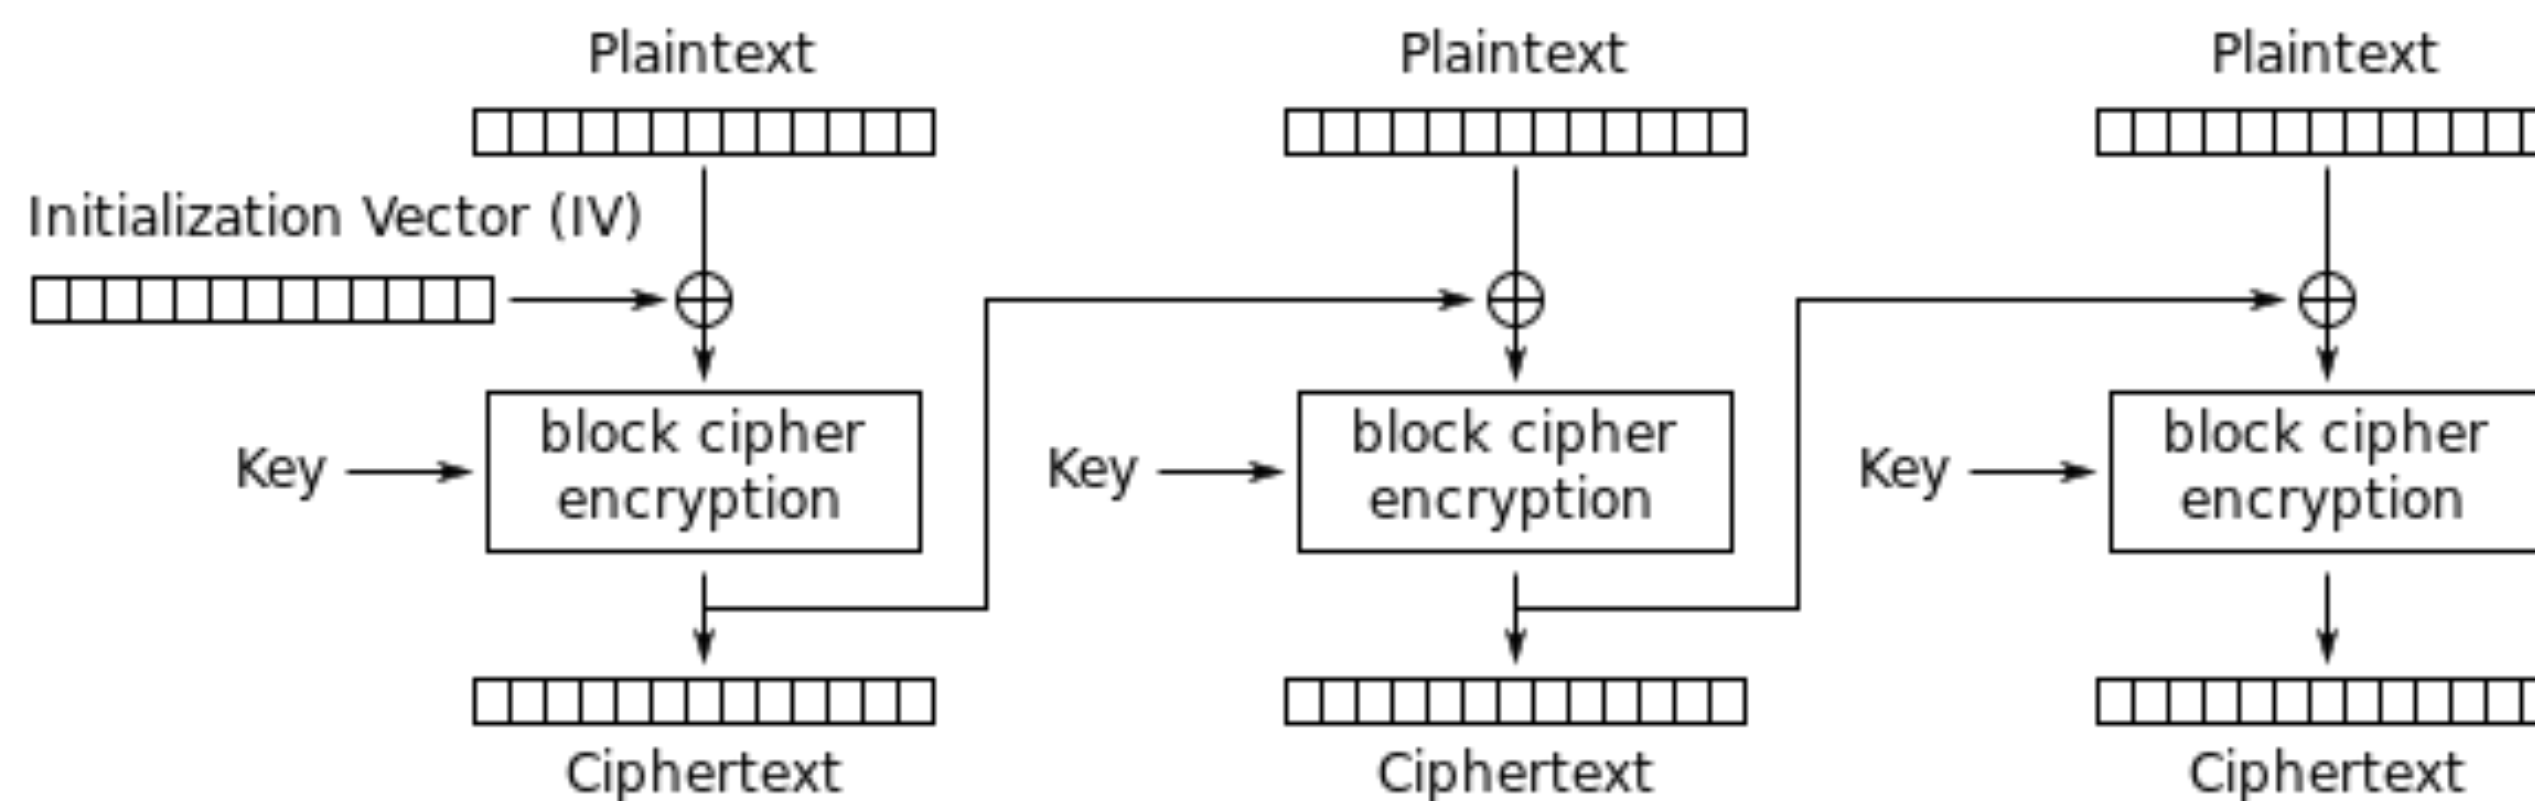 Plaintext
Plaintext
Plaintext
Initialization Vector (IV)
Key
block cipher
encryption
Key
block cipher
encryption
Key
block cipher
encryption
Ciphertext
Ciphertext
Ciphertext